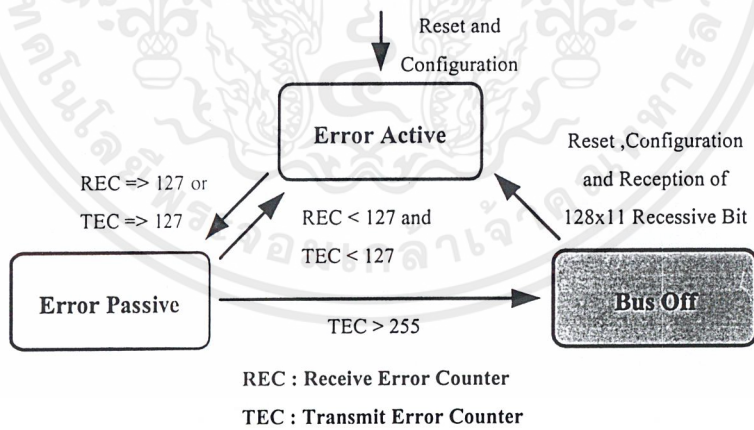 Reset and
Configuration
Error Active
Reset ,Configuration
and Reception of
128x11 Recessive Bit
REC => 127 or
TEC => 127
REC < 127 and
TEC < 127
Error Passive
Bus Off
TEC > 255
REC : Receive Error Counter
TEC : Transmit Error Counter